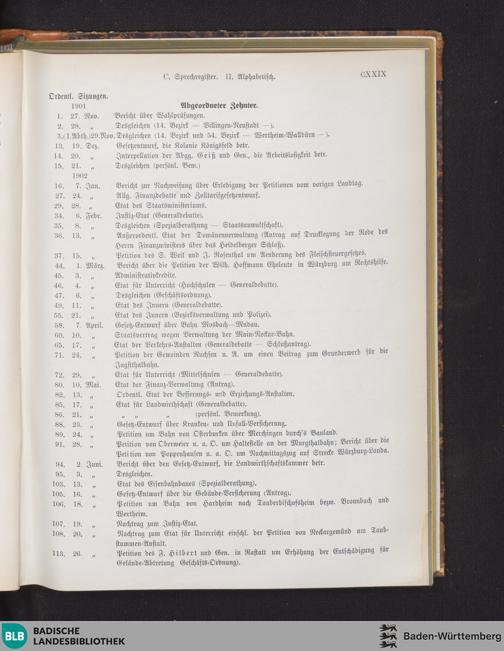 C. Sprechregister. II. Alphabetisch. CXXIX
Ordentl. Sitzungen.
1901 Abgeordneter Zehnter.
1. 27. Nov. Bericht über Wahlprüfungen.
2. 28. „ Desgleichen (14. Bezirk — Villingen-Neustadt —).
3.(1.Abth.)29.Nov. Desgleichen (14. Bezirk und 54. Bezirk — Wertheim-Walldürn —).
13. 19. Dez. Gesetzentwurf, die Kolonie Königsfeld betr.
14. 20. „ Interpellation der Abgg. Geiß und Gen., die Arbeitslosigkeit betr.
15. 21. „ Desgleichen (persönl. Bem.)
1902
16. 7. Jan. Bericht zur Nachweisung über Erledigung der Petitionen vom vorigen Landtag.
27. 24. „ Allg. Finanzdebatte und Zolltarifgesetzentwurf.
29. 28. „ Etat des Staatsministeriums.
34. 6. Febr. Justiz-Etat (Generaldebatte).
35. 8. „ Desgleichen (Spezialberathung — Staatsanwaltschaft).
36. 13. „ Außerordentl. Etat der Domänenverwaltung (Antrag auf Drucklegung der Rede des
Herrn Finanzministers über das Heidelberger Schloß).
37. 15. „ Petition des S. Weil und J. Rosenthal um Aenderung des Fleischsteuergesetzes.
44. 1. März. Bericht über die Petition der Wilh. Hoffmann Eheleute in Würzburg um Rechtshilfe.
45. 3. „ Administrativkredite.
46. 4. „ Etat für Unterricht (Hochschulen — Generaldebatte).
47. 6. „ Desgleichen (Geschäftsordnung).
49. 11. „ Etat des Innern (Generaldebatte).
55. 21. „ Etat des Innern (Bezirksverwaltung und Polizei).
58. 7. April. Gesetz-Entwurf über Bahn Mosbach—Mudau.
60. 10. „ Staatsvertrag wegen Verwaltung der Main-Neckar-Bahn.
65. 17. „ Etat der Verkehrs-Anstalten (Generaldebatte — Schlußantrag).
71. 24. „ Petition der Gemeinden Ruchsen u. A. um einen Beitrag zum Grunderwerb für die
Jagstthalbahn.
72. 29. „ Etat für Unterricht (Mittelschulen — Generaldebatte).
80. 10. Mai. Etat der Finanz-Verwaltung (Antrag).
82. 13. „ Ordentl. Etat der Besserungs- und Erziehungs-Anstalten.
85. 17. „ Etat für Landwirthschaft (Generaldebatte).
86. 21. „ „ „ „ (persönl. Bemerkung).
88. 23. „ Gesetz-Entwurf über Kranken- und Unfall-Versicherung.
89. 24. „ Petition um Bahn von Osterburken über Merchingen durch's Bauland.
91. 28. „ Petition von Oberweier u. a. O. um Haltestelle an der Murgthalbahn; Bericht über die
Petition von Poppenhausen u. a. O. um Nachmittagszug auf Strecke Würzburg-Lauda.
94. 2. Juni. Bericht über den Gesetz-Entwurf, die Landwirthschaftskammer betr.
95. 3. „ Desgleichen.
103. 13. „ Etat des Eisenbahnbaues (Spezialberathung).
105. 16. „ Gesetz-Entwurf über die Gebäude-Versicherung (Antrag).
106. 18. „ Petition um Bahn von Hardheim nach Tauberbischofsheim bezw. Bronnbach und
Wertheim.
107. 19. „ Nachtrag zum Justiz-Etat.
108. 20. „ Nachtrag zum Etat für Unterricht einschl. der Petition von Neckargemünd um Taub-
stummen-Anstalt.
113. 26. „ Petition des F. Hilbert und Gen. in Rastatt um Erhöhung der Entschädigung für
Gelände-Abtretung Geschäfts-Ordnung).
BLB BADISCHE
LANDESBIBLIOTHEK
Baden-Württemberg